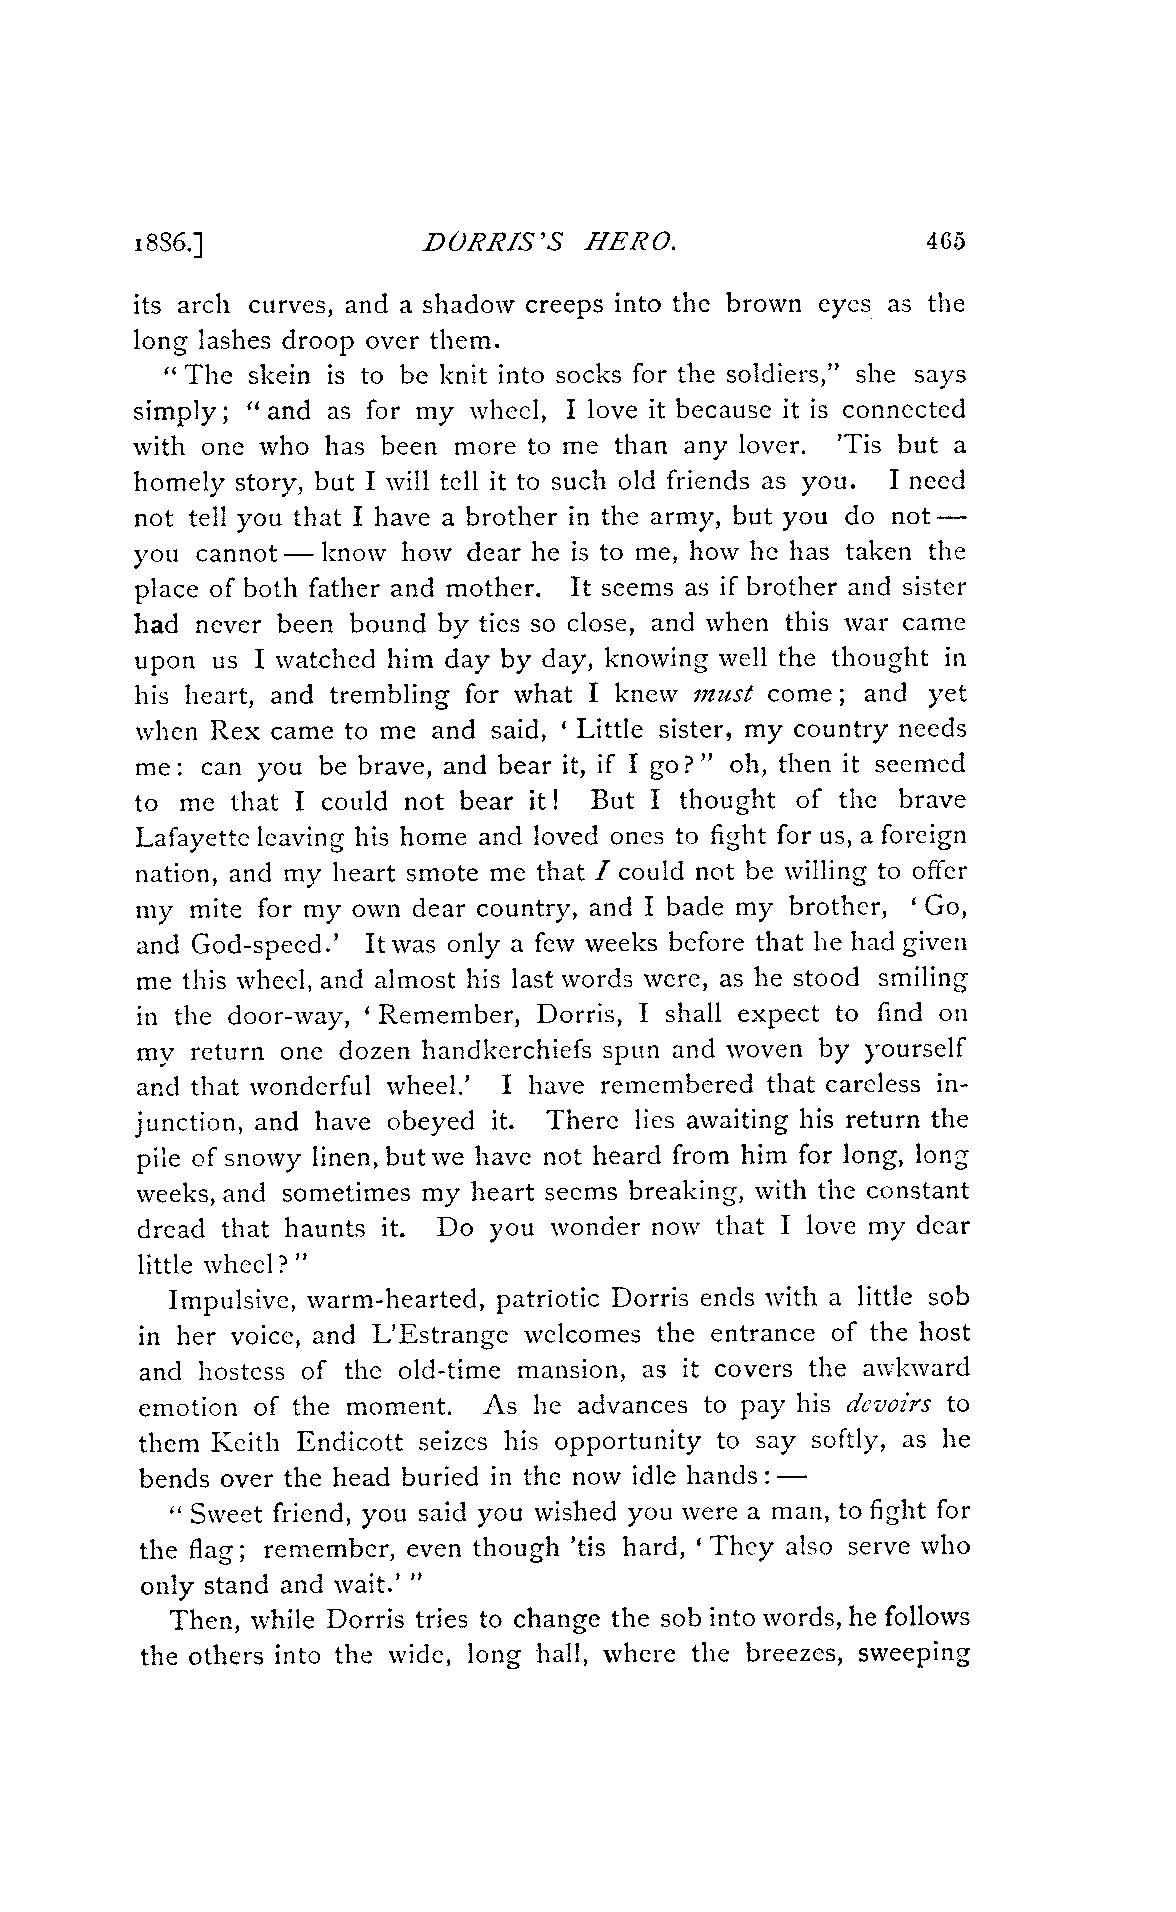 1886.] DORRIS'S HERO. 465
its arch curves, and a shadow creeps into the brown eyes as the
long lashes droop over them.
"The skein is to be knit into socks for the soldiers," she says
simply; "and as for my wheel, I love it because it is connected
with one who has been more to me than any lover. 'Tis but a
homely story, but I will tell it to such old friends as you. I need
not tell you that I have a brother in the army, but you do not—
you cannot—know how dear he is to me, how he has taken the
place of both father and mother. It seems as if brother and sister
had never been bound by ties so close, and when this war came
upon us I watched him day by day, knowing well the thought in
his heart, and trembling for what I knew must come; and yet
when Rex came to me and said, 'Little sister, my country needs
me: can you be brave, and bear it, if I go?" oh, then it seemed
to me that I could not bear it! But I thought of the brave
Lafayette leaving his home and loved ones to fight for us, a foreign
nation, and my heart smote me that I could not be willing to offer
my mite for my own dear country, and I bade my brother, 'Go,
and God-speed.' It was only a few weeks before that he had given
me this wheel, and almost his last words were, as he stood smiling
in the door-way, 'Remember, Dorris, I shall expect to find on
my return one dozen handkerchiefs spun and woven by yourself
and that wonderful wheel.' I have remembered that careless in-
junction, and have obeyed it. There lies awaiting his return the
pile of snowy linen, but we have not heard from him for long, long
weeks, and sometimes my heart seems breaking, with the constant
dread that haunts it. Do you wonder now that I love my dear
little wheel?"
Impulsive, warm-hearted, patriotic Dorris ends with a little sob
in her voice, and L'Estrange welcomes the entrance of the host
and hostess of the old-time mansion, as it covers the awkward
emotion of the moment. As he advances to pay his devoirs to
them Keith Endicott seizes his opportunity to say softly, as he
bends over the head buried in the now idle hands:—
"Sweet friend, you said you wished you were a man, to fight for
the flag; remember, even though 'tis hard, 'They also serve who
only stand and wait.'"
Then, while Dorris tries to change the sob into words, he follows
the others into the wide, long hall, where the breezes, sweeping